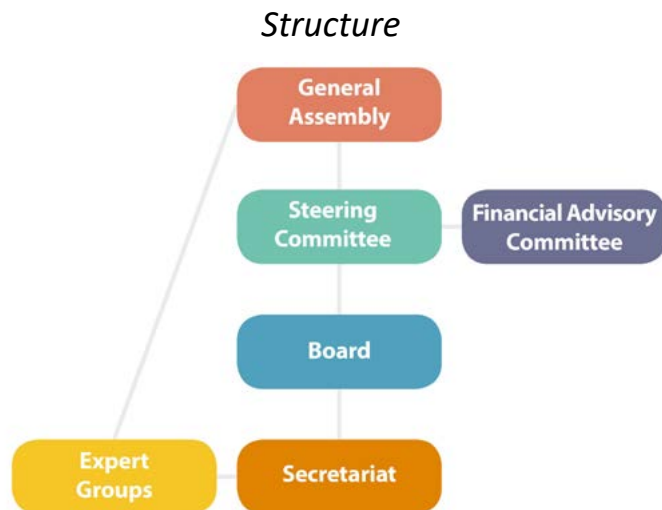 Structure
General
Assembly
Steering
Committee
Financial Advisory
Committee
Board
Expert
Groups
Secretariat